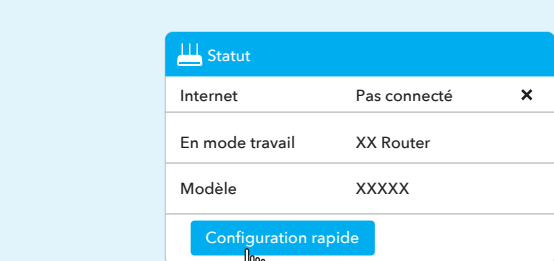 Statut
Internet Pas connecté ×
En mode travail XX Router
Modèle XXXXX
Configuration rapide